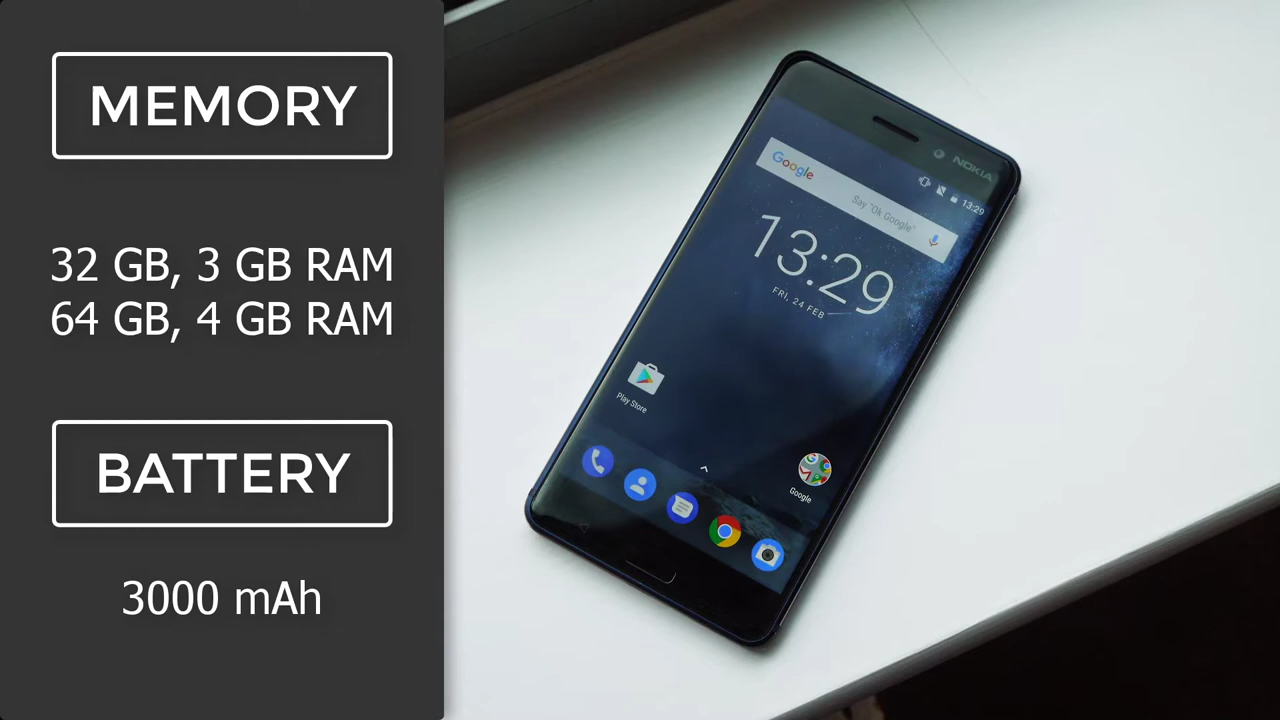 MEMORY
32 GB, 3 GB RAM
64 GB, 4 GB RAM
BATTERY
3000 mAh
NOKIA
13:29
Google
Say "Ok Google"
13:29
FRI, 24 FEB
Play Store
Google